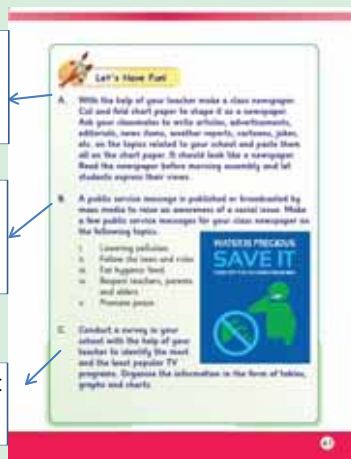 Let's Have Fun!
A. With the help of your teacher make a class newspaper.
Cut and fold chart paper to shape it as a newspaper.
Ask your classmates to write articles, advertisements,
editorials, news items, weather reports, cartoons, jokes,
etc. on the topics related to your school and paste them
all on the chart paper. It should look like a newspaper.
Read the newspaper before morning assembly and let
students express their views.
B. A public service message is published or broadcasted by
mass media to raise an awareness of a social issue. Make
a few public service messages for your class newspaper on
the following topics.
i. Lowering pollution
ii. Follow the laws and rules
iii. Eat hygienic food
iv. Respect teachers, parents
and elders
v. Promote peace
WATER IS PRECIOUS
SAVE IT
C. Conduct a survey in your
school with the help of your
teacher to identify the most
and the least popular TV
programs. Organize the information in the form of tables,
graphs and charts.